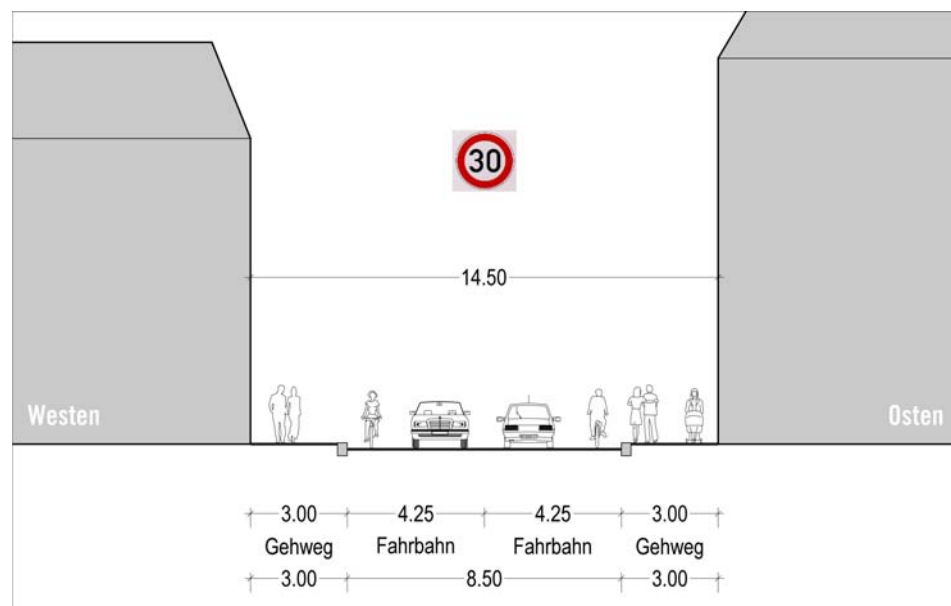 30
14.50
Westen
Osten
3.00 4.25 4.25 3.00
Gehweg Fahrbahn Fahrbahn Gehweg
3.00 8.50 3.00